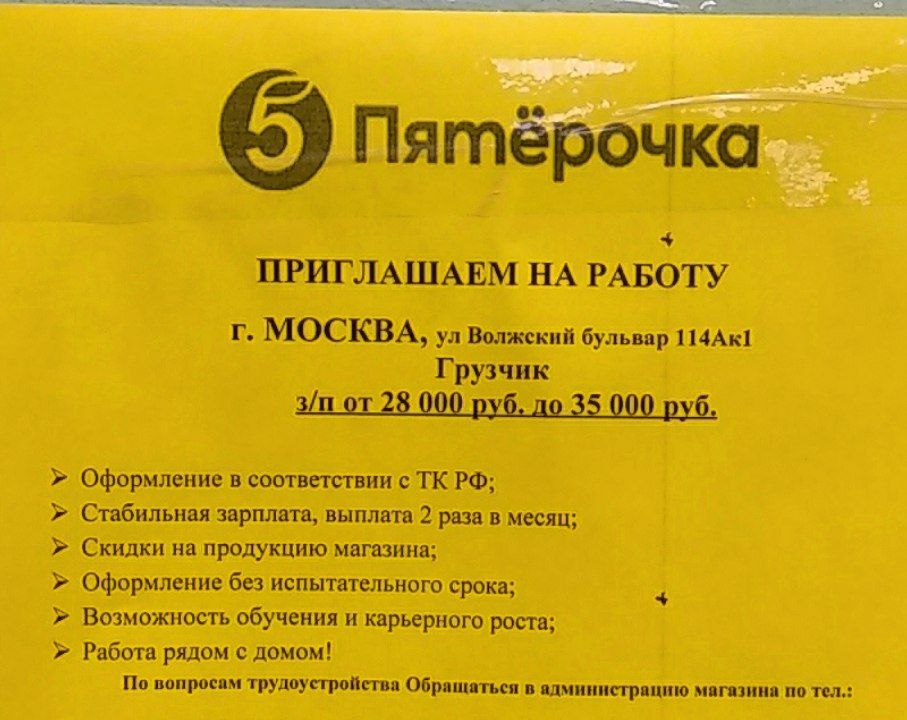 5 Пятёрочка
ПРИГЛАШАЕМ НА РАБОТУ
г. МОСКВА, ул Волжский бульвар 114Ак1
Грузчик
з/п от 28 000 руб. до 35 000 руб.
➢ Оформление в соответствии с ТК РФ;
➢ Стабильная зарплата, выплата 2 раза в месяц;
➢ Скидки на продукцию магазина;
➢ Оформление без испытательного срока;
➢ Возможность обучения и карьерного роста;
➢ Работа рядом с домом!
По вопросам трудоустройства Обращаться в администрацию магазина по тел.: